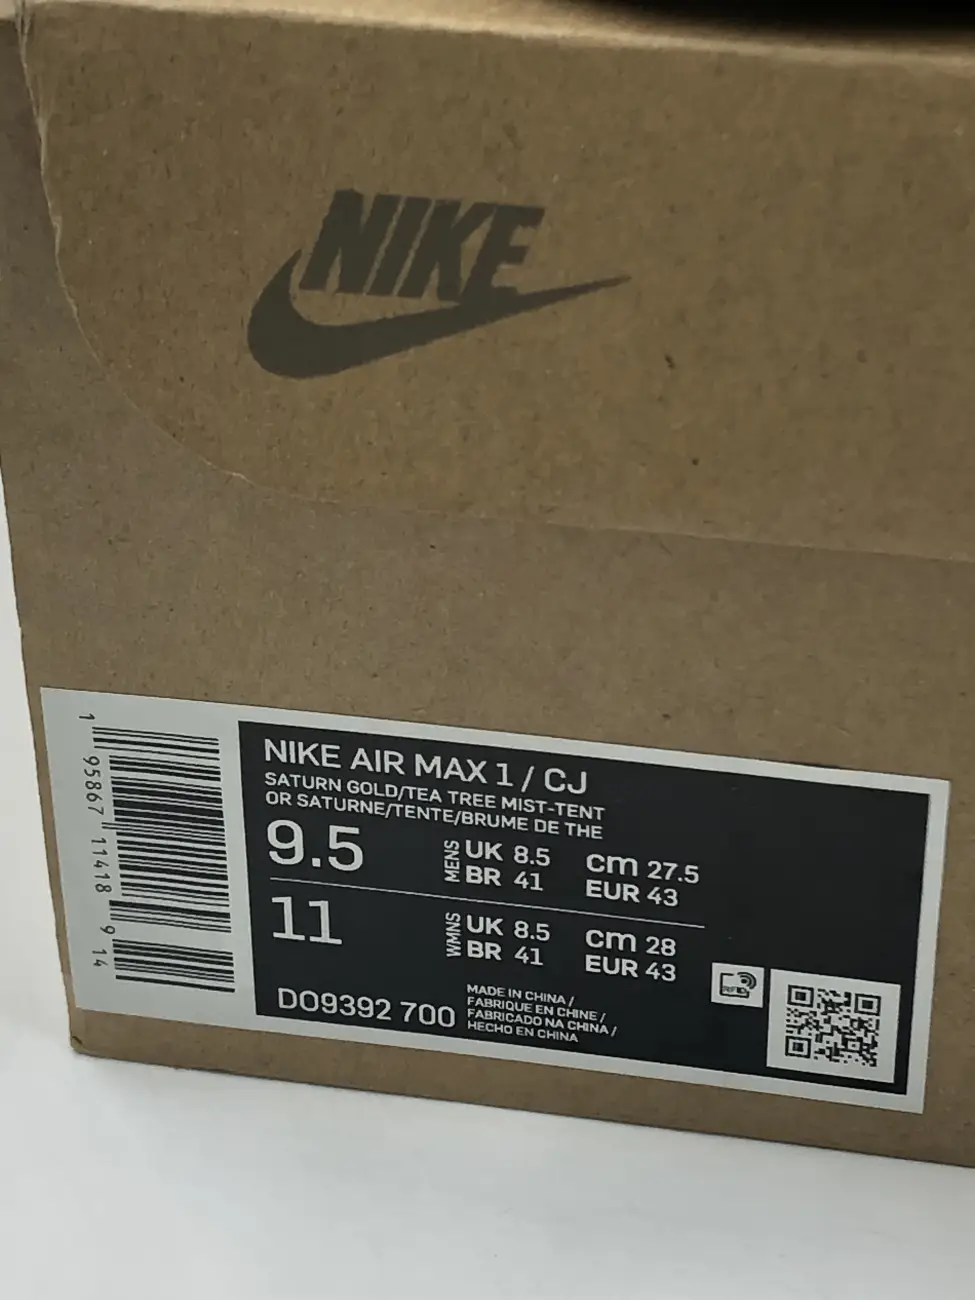 NIKE
1 95867 11418 9 14
NIKE AIR MAX 1 / CJ
SATURN GOLD/TEA TREE MIST-TENT
OR SATURNE/TENTE/BRUME DE THE
9.5 MENS UK 8.5 cm 27.5
BR 41 EUR 43
11 WMNS UK 8.5 cm 28
BR 41 EUR 43
DO9392 700
MADE IN CHINA /
FABRIQUE EN CHINE /
FABRICADO NA CHINA /
HECHO EN CHINA
RFID